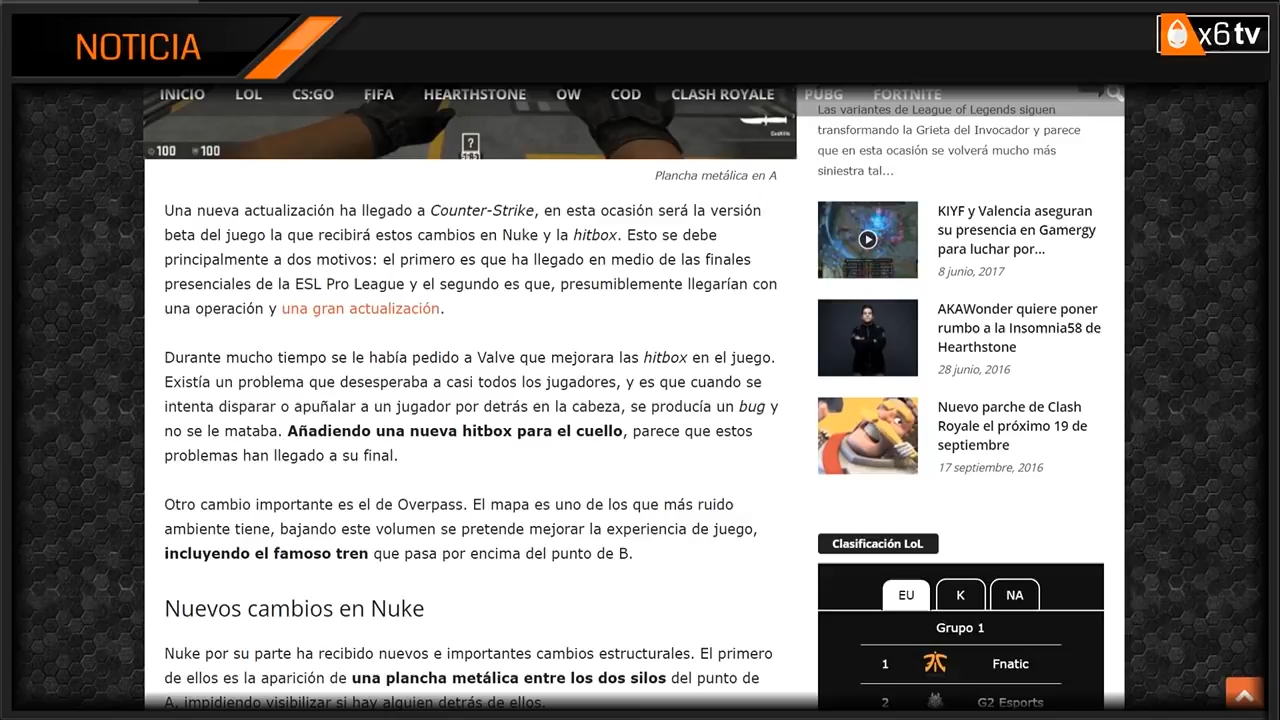 NOTICIA
x6tv
INICIO LOL CS:GO FIFA HEARTHSTONE OW COD CLASH ROYALE PUBG FORTNITE
100 100
?
Plancha metálica en A
Una nueva actualización ha llegado a Counter-Strike, en esta ocasión será la versión
beta del juego la que recibirá estos cambios en Nuke y la hitbox. Esto se debe
principalmente a dos motivos: el primero es que ha llegado en medio de las finales
presenciales de la ESL Pro League y el segundo es que, presumiblemente llegarían con
una operación y una gran actualización.
Durante mucho tiempo se le había pedido a Valve que mejorara las hitbox en el juego.
Existía un problema que desesperaba a casi todos los jugadores, y es que cuando se
intenta disparar o apuñalar a un jugador por detrás en la cabeza, se producía un bug y
no se le mataba. Añadiendo una nueva hitbox para el cuello, parece que estos
problemas han llegado a su final.
Otro cambio importante es el de Overpass. El mapa es uno de los que más ruido
ambiente tiene, bajando este volumen se pretende mejorar la experiencia de juego,
incluyendo el famoso tren que pasa por encima del punto de B.
Nuevos cambios en Nuke
Nuke por su parte ha recibido nuevos e importantes cambios estructurales. El primero
de ellos es la aparición de una plancha metálica entre los dos silos del punto de
A, impidiendo visibilizar si hay alguien detrás de ellos.
Las variantes de League of Legends siguen
transformando la Grieta del Invocador y parece
que en esta ocasión se volverá mucho más
siniestra tal...
KIYF y Valencia aseguran
su presencia en Gamergy
para luchar por...
8 junio, 2017
AKAWonder quiere poner
rumbo a la Insomnia58 de
Hearthstone
28 junio, 2016
Nuevo parche de Clash
Royale el próximo 19 de
septiembre
17 septiembre, 2016
Clasificación LoL
EU K NA
Grupo 1
1 Fnatic
2 G2 Esports